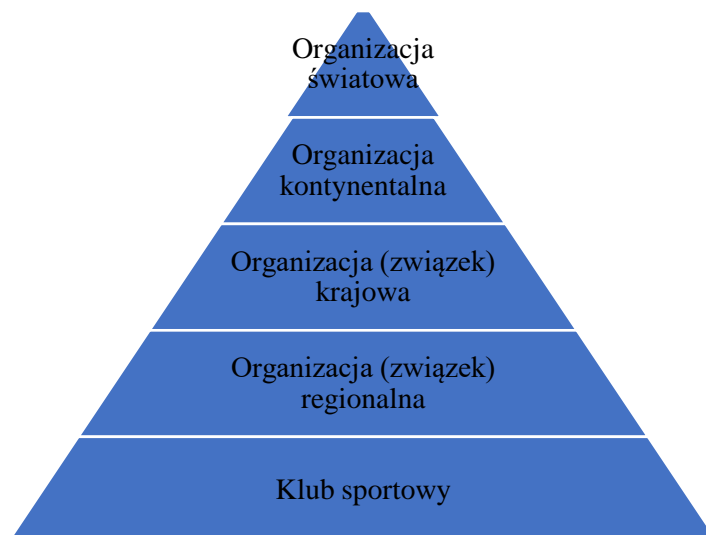 Organizacja
światowa
Organizacja
kontynentalna
Organizacja (związek)
krajowa
Organizacja (związek)
regionalna
Klub sportowy